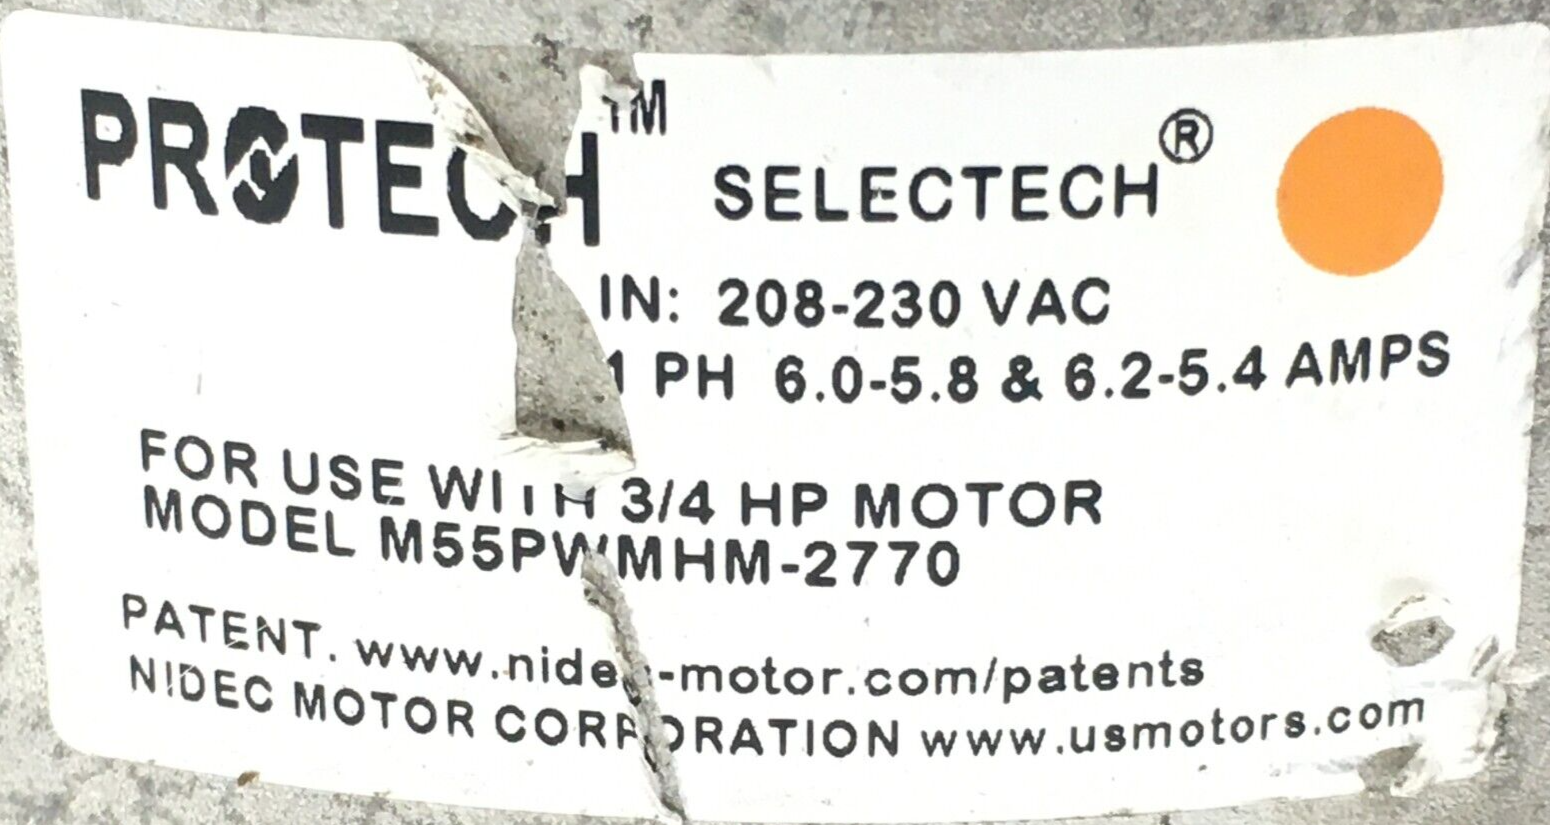 PROTECH™ SELECTECH®
IN: 208-230 VAC
1 PH 6.0-5.8 & 6.2-5.4 AMPS
FOR USE WITH 3/4 HP MOTOR
MODEL M55PWMHM-2770
PATENT. www.nidec-motor.com/patents
NIDEC MOTOR CORPORATION www.usmotors.com